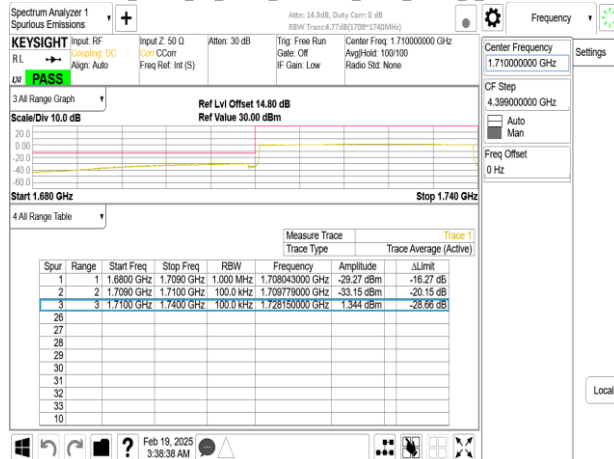 Spectrum Analyzer 1
Spurious Emissions
+
Attn: 14.3dB, Duty Corr: 0 dB
RBW Tranc:4.77dB(1709~1740MHz)
Frequency
KEYSIGHT
RL
LXI
PASS
Input: RF
Coupling: DC
Align: Auto
Input Z: 50 Ω
Corr CCorr
Freq Ref: Int (S)
Atten: 30 dB
Trig: Free Run
Gate: Off
IF Gain: Low
Center Freq: 1.710000000 GHz
Avg|Hold: 100/100
Radio Std: None
Center Frequency
1.710000000 GHz
Settings
CF Step
4.399000000 GHz
Auto
Man
Freq Offset
0 Hz
3 All Range Graph
Scale/Div 10.0 dB
Ref Lvl Offset 14.80 dB
Ref Value 30.00 dBm
20.0
0.00
-20.0
-40.0
-60.0
Start 1.680 GHz
Stop 1.740 GHz
4 All Range Table
Measure Trace Trace 1
Trace Type Trace Average (Active)
Spur Range Start Freq Stop Freq RBW Frequency Amplitude ΔLimit
1 1 1.6800 GHz 1.7090 GHz 1.000 MHz 1.708043000 GHz -29.27 dBm -16.27 dB
2 2 1.7090 GHz 1.7100 GHz 100.0 kHz 1.709779000 GHz -33.15 dBm -20.15 dB
3 3 1.7100 GHz 1.7400 GHz 100.0 kHz 1.728150000 GHz 1.344 dBm -28.66 dB
26
27
28
29
30
31
32
33
10
Local
?
Feb 19, 2025
3:38:38 AM